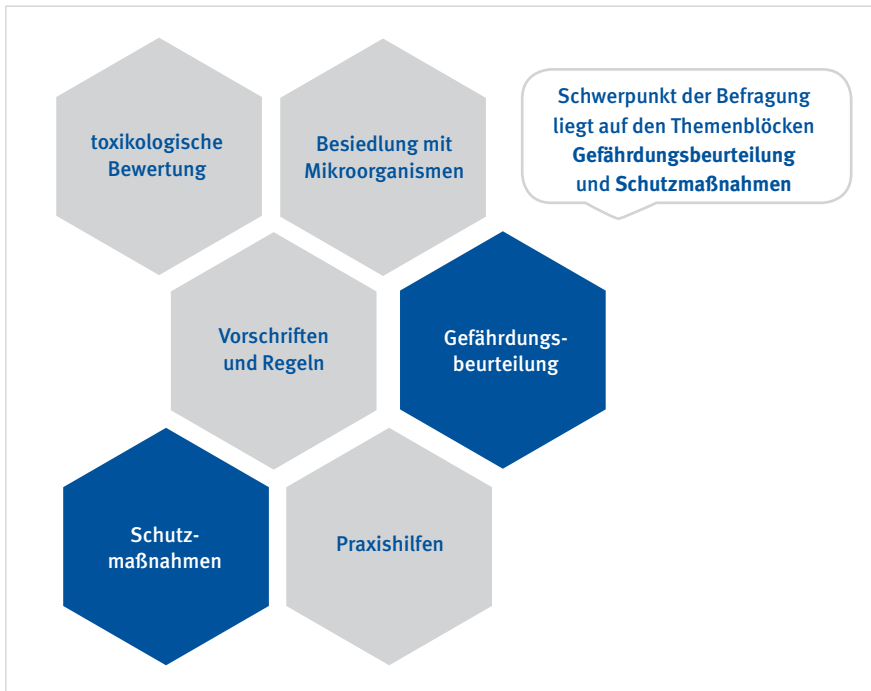 toxikologische
Bewertung
Besiedlung mit
Mikroorganismen
Schwerpunkt der Befragung
liegt auf den Themenblöcken
Gefährdungsbeurteilung
und Schutzmaßnahmen
Vorschriften
und Regeln
Gefährdungs-
beurteilung
Schutz-
maßnahmen
Praxishilfen